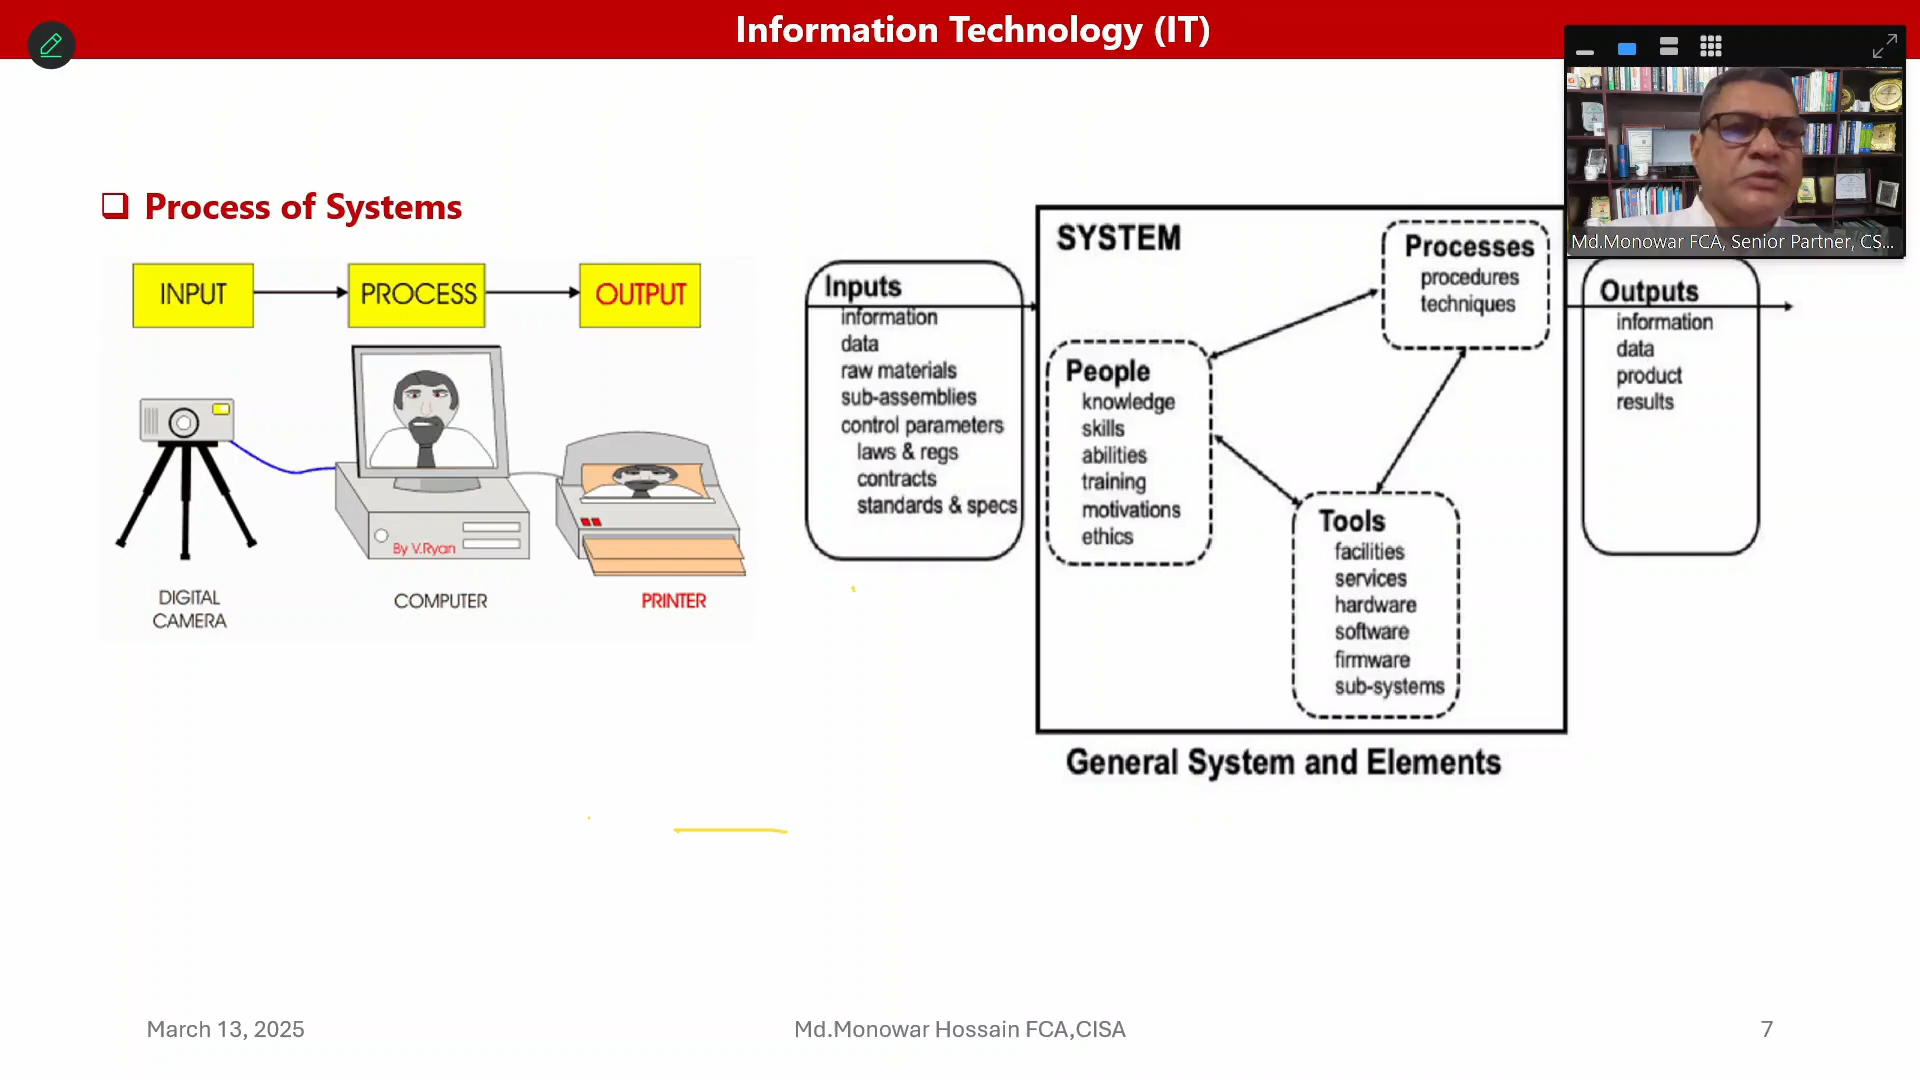 Information Technology (IT)
Md.Monowar FCA, Senior Partner, CS...
Process of Systems
INPUT
PROCESS
OUTPUT
By V.Ryan
DIGITAL
CAMERA
COMPUTER
PRINTER
Inputs
information
data
raw materials
sub-assemblies
control parameters
laws & regs
contracts
standards & specs
SYSTEM
Processes
procedures
techniques
People
knowledge
skills
abilities
training
motivations
ethics
Tools
facilities
services
hardware
software
firmware
sub-systems
Outputs
information
data
product
results
General System and Elements
March 13, 2025
Md.Monowar Hossain FCA,CISA
7